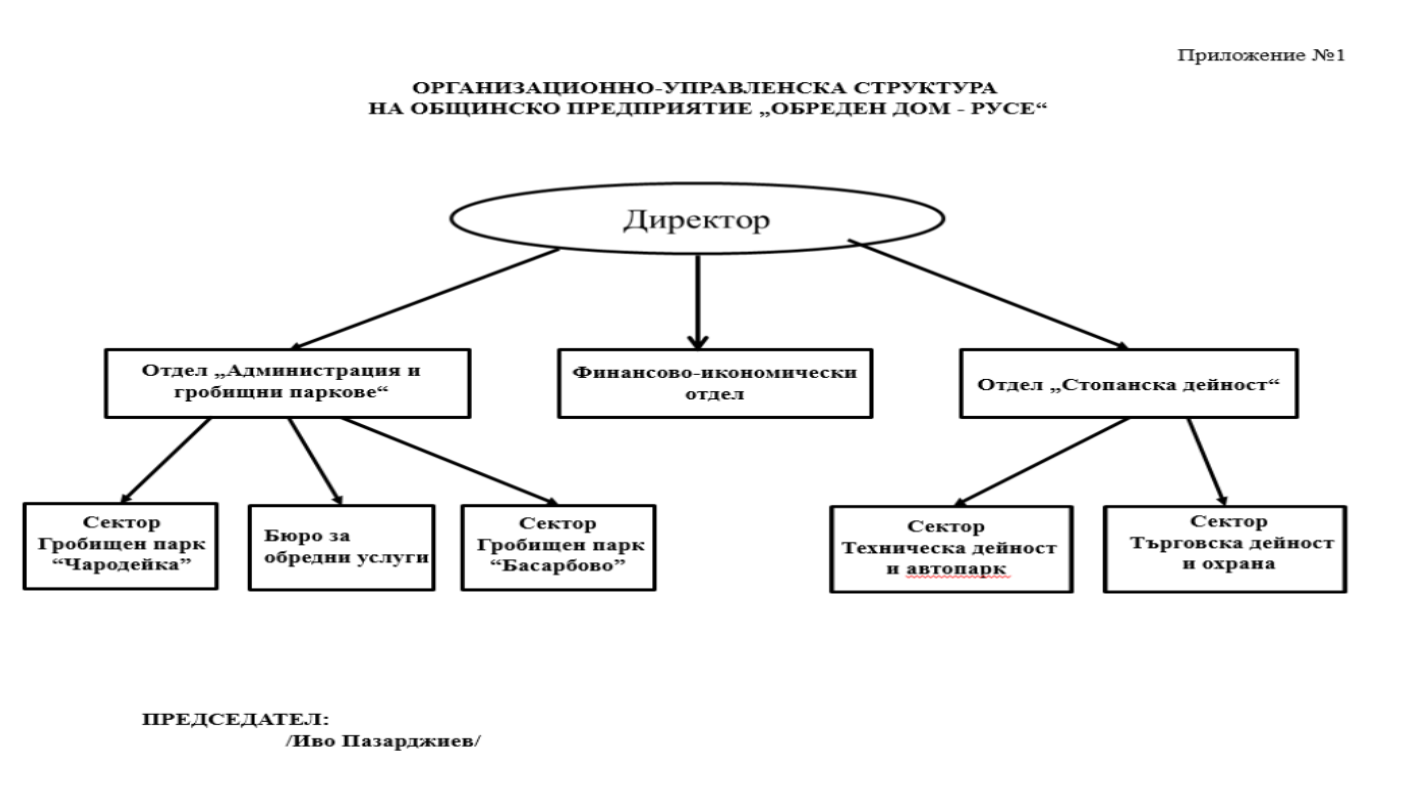 Приложение №1
ОРГАНИЗАЦИОННО-УПРАВЛЕНСКА СТРУКТУРА
НА ОБЩИНСКО ПРЕДПРИЯТИЕ „ОБРЕДЕН ДОМ - РУСЕ“
Директор
Отдел „Администрация и
гробищни паркове“
Финансово-икономически
отдел
Отдел „Стопанска дейност“
Сектор
Гробищен парк
“Чародейка”
Бюро за
обредни услуги
Сектор
Гробищен парк
“Басарбово”
Сектор
Техническа дейност
и автопарк
Сектор
Търговска дейност
и охрана
ПРЕДСЕДАТЕЛ:
/Иво Пазарджиев/